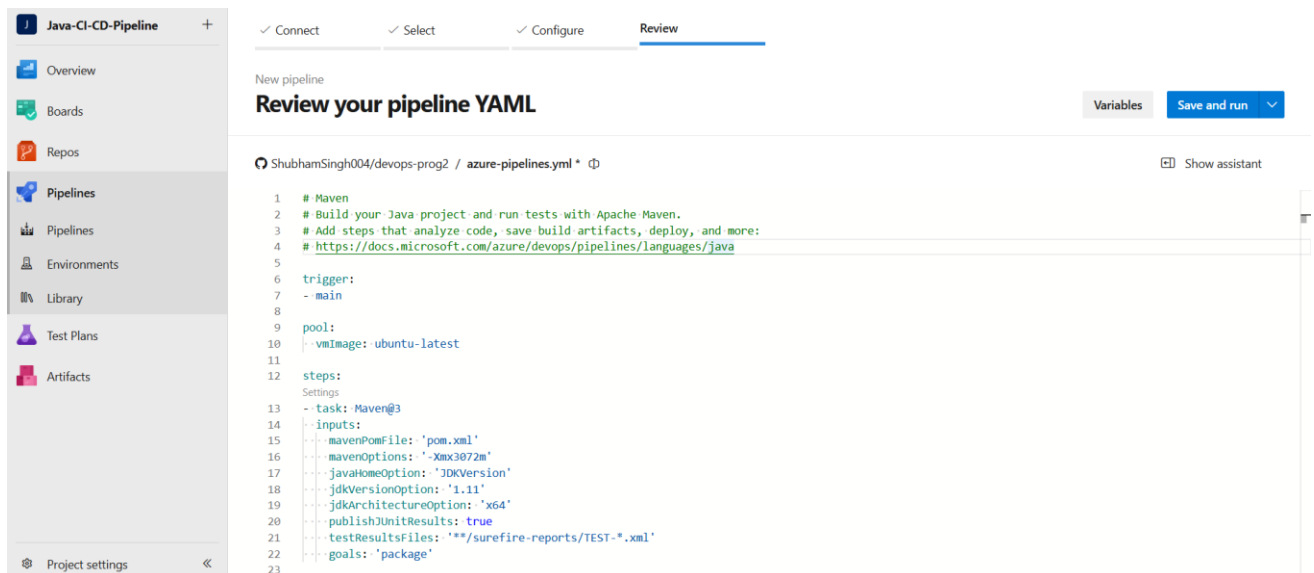 J Java-CI-CD-Pipeline +
Overview
Boards
Repos
Pipelines
Pipelines
Environments
Library
Test Plans
Artifacts
Project settings
Connect Select Configure Review
New pipeline
Review your pipeline YAML
Variables Save and run
ShubhamSingh004/devops-prog2 / azure-pipelines.yml *
Show assistant
1 # Maven
2 # Build your Java project and run tests with Apache Maven.
3 # Add steps that analyze code, save build artifacts, deploy, and more:
4 # https://docs.microsoft.com/azure/devops/pipelines/languages/java
5
6 trigger:
7 - main
8
9 pool:
10 vmImage: ubuntu-latest
11
12 steps:
Settings
13 - task: Maven@3
14 inputs:
15 mavenPomFile: 'pom.xml'
16 mavenOptions: '-Xmx3072m'
17 javaHomeOption: 'JDKVersion'
18 jdkVersionOption: '1.11'
19 jdkArchitectureOption: 'x64'
20 publishJUnitResults: true
21 testResultsFiles: '**/surefire-reports/TEST-*.xml'
22 goals: 'package'
23